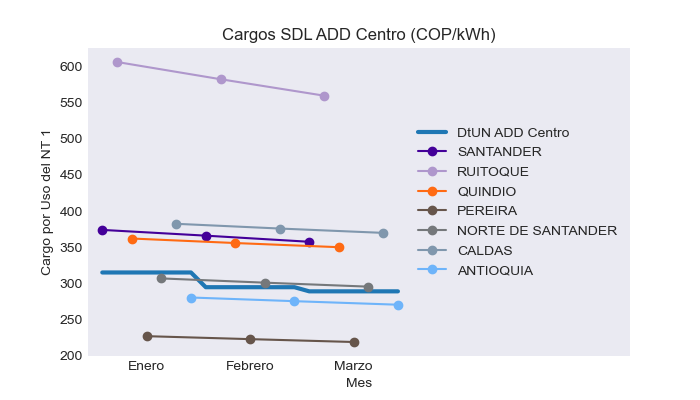 Cargos SDL ADD Centro (COP/kWh)
Cargo por Uso del NT 1
600
550
500
450
400
350
300
250
200
DtUN ADD Centro
SANTANDER
RUITOQUE
QUINDIO
PEREIRA
NORTE DE SANTANDER
CALDAS
ANTIOQUIA
Enero Febrero Marzo
Mes